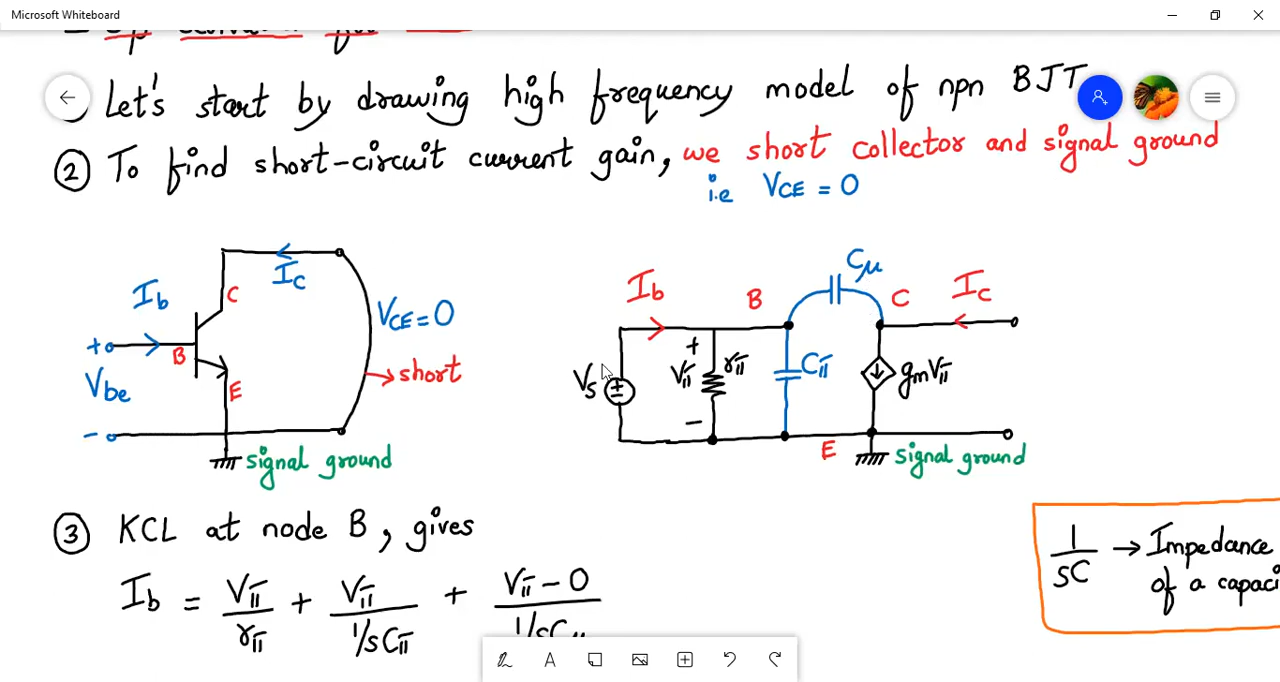 Microsoft Whiteboard
Let's start by drawing high frequency model of npn BJT
② To find short-circuit current gain, we short collector and signal ground
i.e VCE = 0
Ic
Ib
C
VCE = 0
+
B
Vbe
short
E
-
signal ground
Cμ
Ib
B
C
Ic
Vs
+
Vπ
rπ
Cπ
gmVπ
-
E
signal ground
③ KCL at node B, gives
Ib = Vπ/rπ + Vπ/(1/sCπ) + (Vπ - 0)/(1/sCμ)
1/sC → Impedance
of a capaci